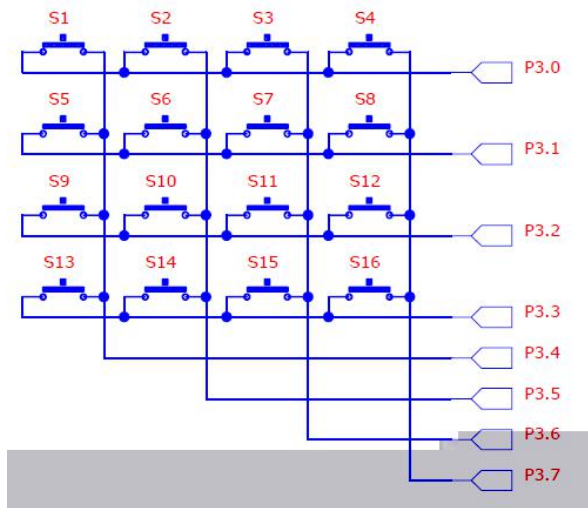 S1 S2 S3 S4
P3.0
S5 S6 S7 S8
P3.1
S9 S10 S11 S12
P3.2
S13 S14 S15 S16
P3.3
P3.4
P3.5
P3.6
P3.7